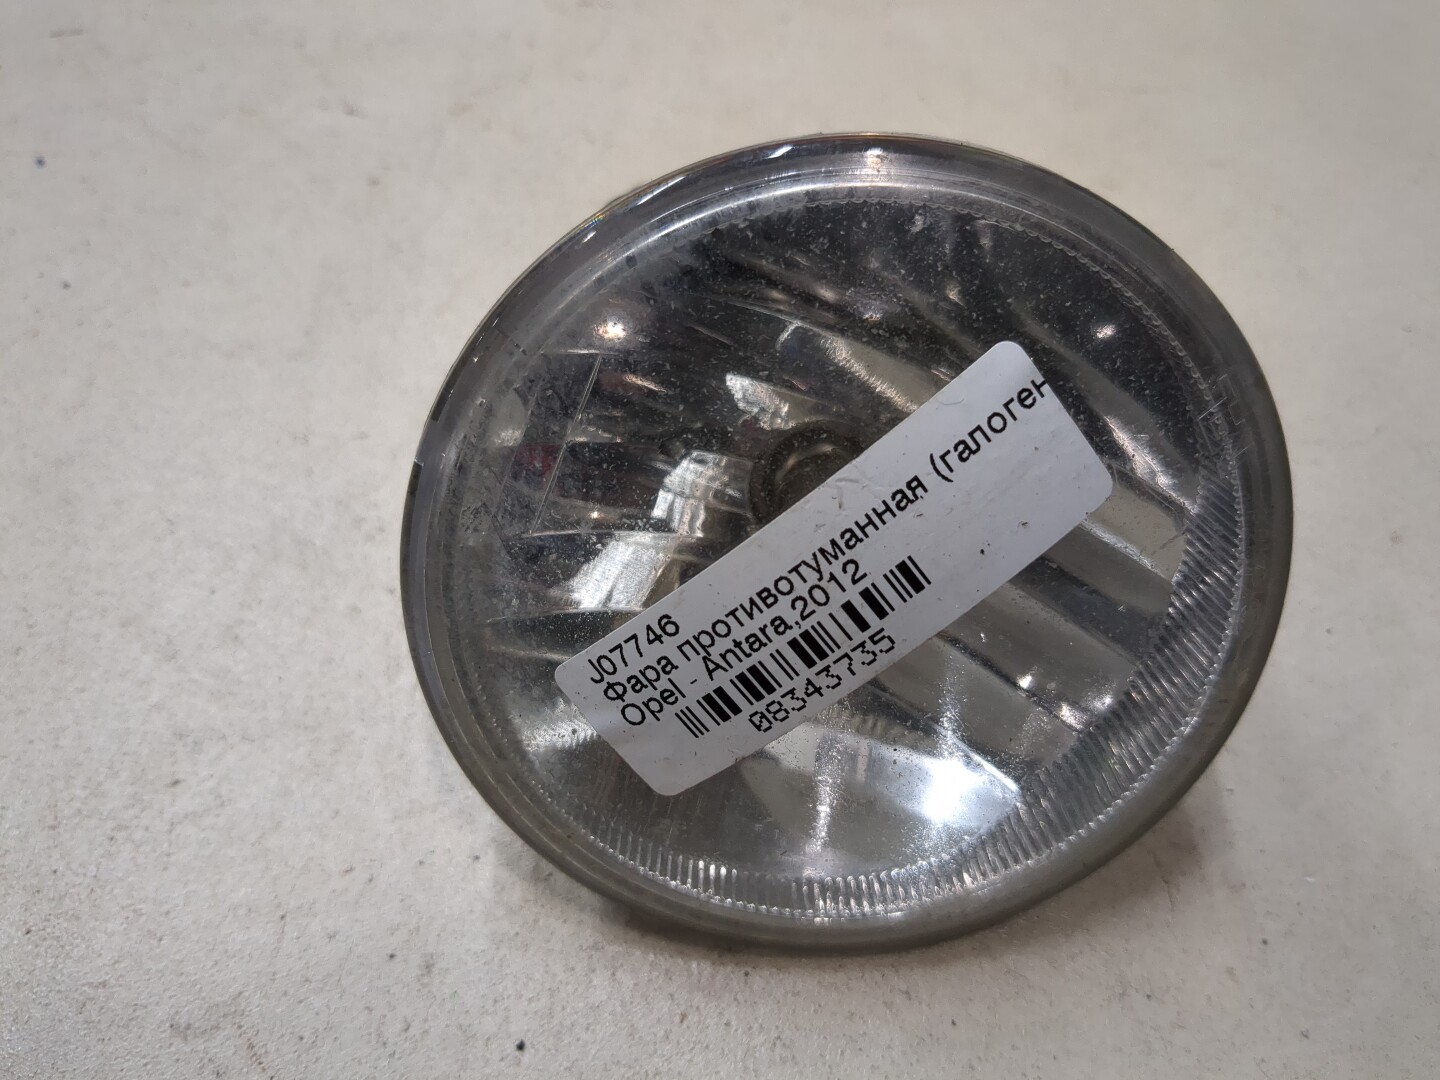 J07746
Фара противотуманная (галоген
Opel - Antara,2012
08343735